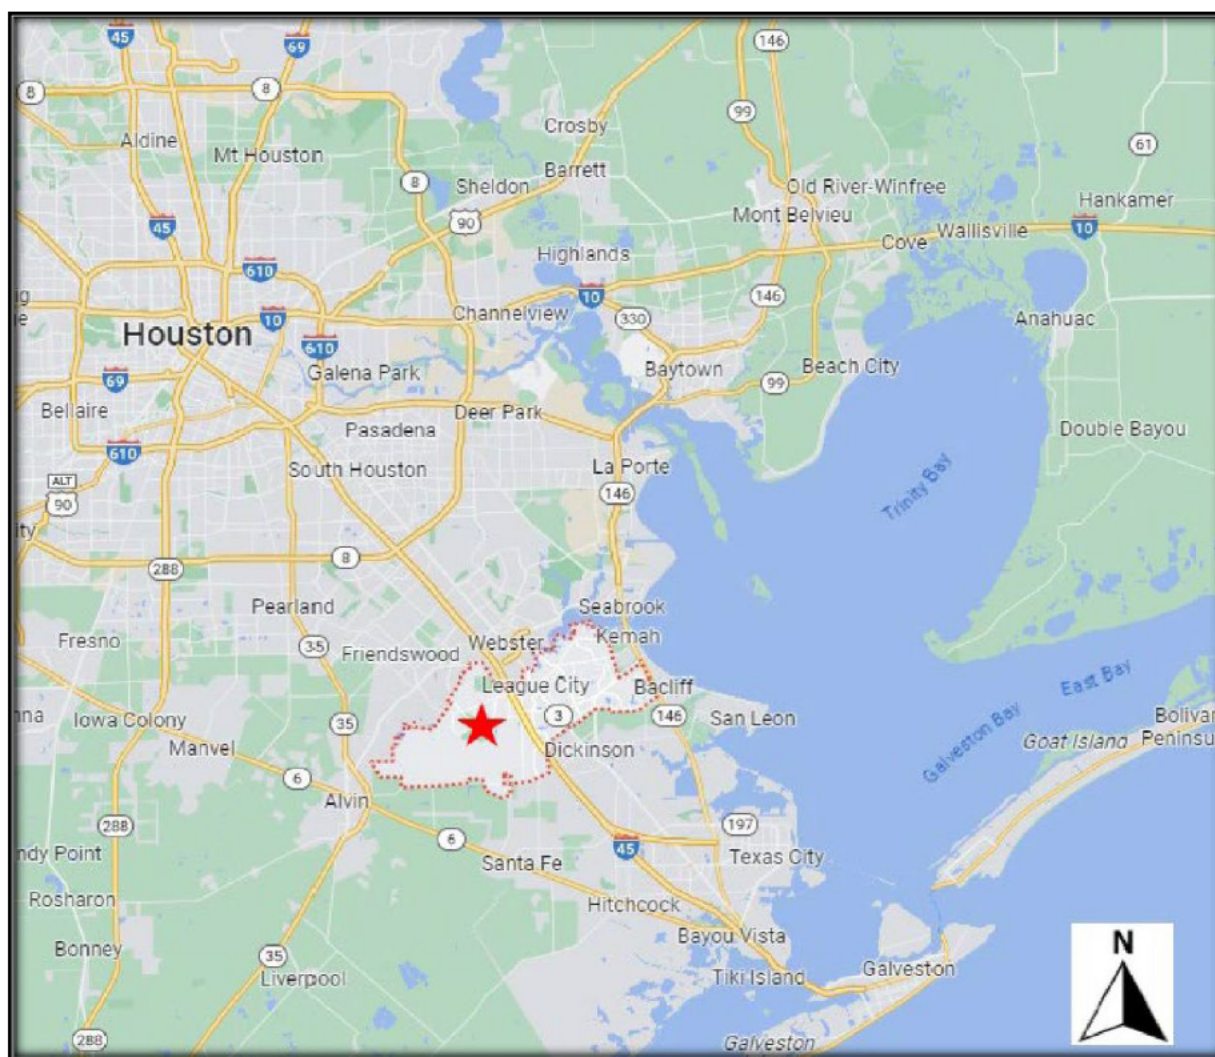 45
69
146
8
8
99
Crosby
Aldine
Mt Houston
61
Barrett
8
Sheldon
Old River-Winfree
Hankamer
90
Mont Belvieu
45
10
Wallisville
Cove
Highlands
610
10
146
Channelview
330
10
Anahuac
Houston
610
Galena Park
Beach City
Baytown
69
99
Bellaire
Deer Park
Pasadena
Double Bayou
610
South Houston
La Porte
ALT
90
146
Trinity Bay
8
288
Pearland
Seabrook
Fresno
35
Webster
Kemah
Friendswood
East Bay
League City
Bacliff
Iowa Colony
35
3
146
San Leon
Galveston Bay
Goat Island
Manvel
Dickinson
6
Alvin
288
6
45
197
Santa Fe
Texas City
Rosharon
Hitchcock
Bonney
Bayou Vista
N
35
Liverpool
Tiki Island
Galveston
288
Galveston